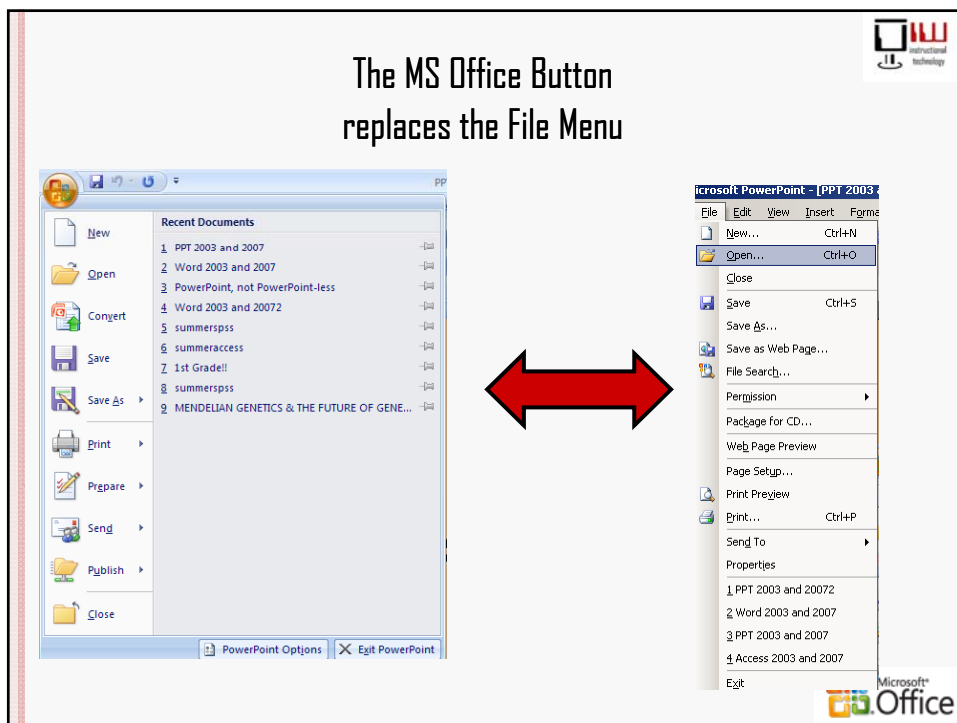 instructional
technology
The MS Office Button
replaces the File Menu
PP
New
Open
Convert
Save
Save As
Print
Prepare
Send
Publish
Close
Recent Documents
1 PPT 2003 and 2007
2 Word 2003 and 2007
3 PowerPoint, not PowerPoint-less
4 Word 2003 and 20072
5 summerspss
6 summeraccess
7 1st Grade!!
8 summerspss
9 MENDELIAN GENETICS & THE FUTURE OF GENE...
PowerPoint Options Exit PowerPoint
icrosoft PowerPoint - [PPT 2003
File Edit View Insert Forma
New... Ctrl+N
Open... Ctrl+O
Close
Save Ctrl+S
Save As...
Save as Web Page...
File Search...
Permission
Package for CD...
Web Page Preview
Page Setup...
Print Preview
Print... Ctrl+P
Send To
Properties
1 PPT 2003 and 20072
2 Word 2003 and 2007
3 PPT 2003 and 2007
4 Access 2003 and 2007
Exit
Microsoft
Office